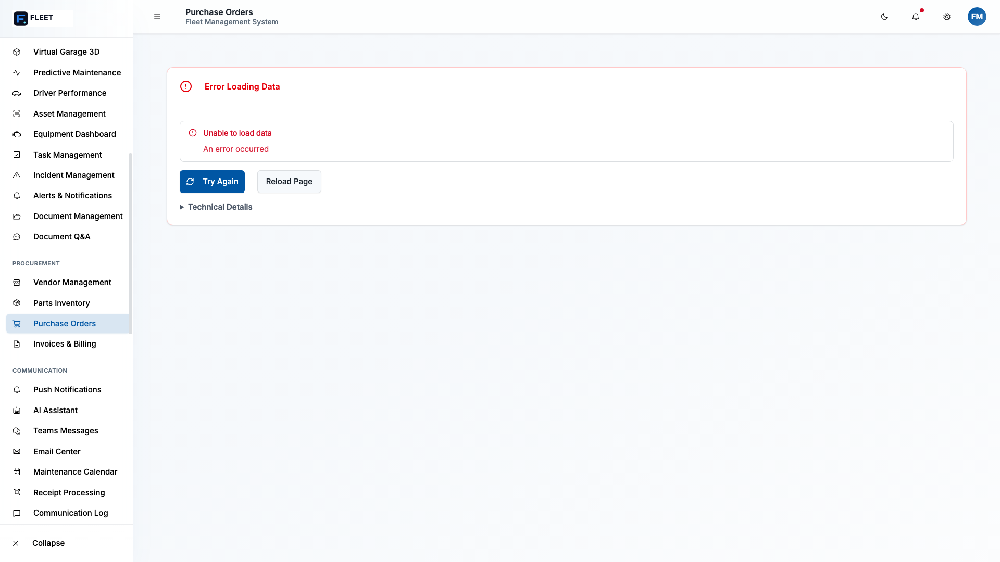 FLEET
Purchase Orders
Fleet Management System
FM
Virtual Garage 3D
Predictive Maintenance
Driver Performance
Asset Management
Equipment Dashboard
Task Management
Incident Management
Alerts & Notifications
Document Management
Document Q&A
PROCUREMENT
Vendor Management
Parts Inventory
Purchase Orders
Invoices & Billing
COMMUNICATION
Push Notifications
AI Assistant
Teams Messages
Email Center
Maintenance Calendar
Receipt Processing
Communication Log
Collapse
Error Loading Data
Unable to load data
An error occurred
Try Again
Reload Page
Technical Details